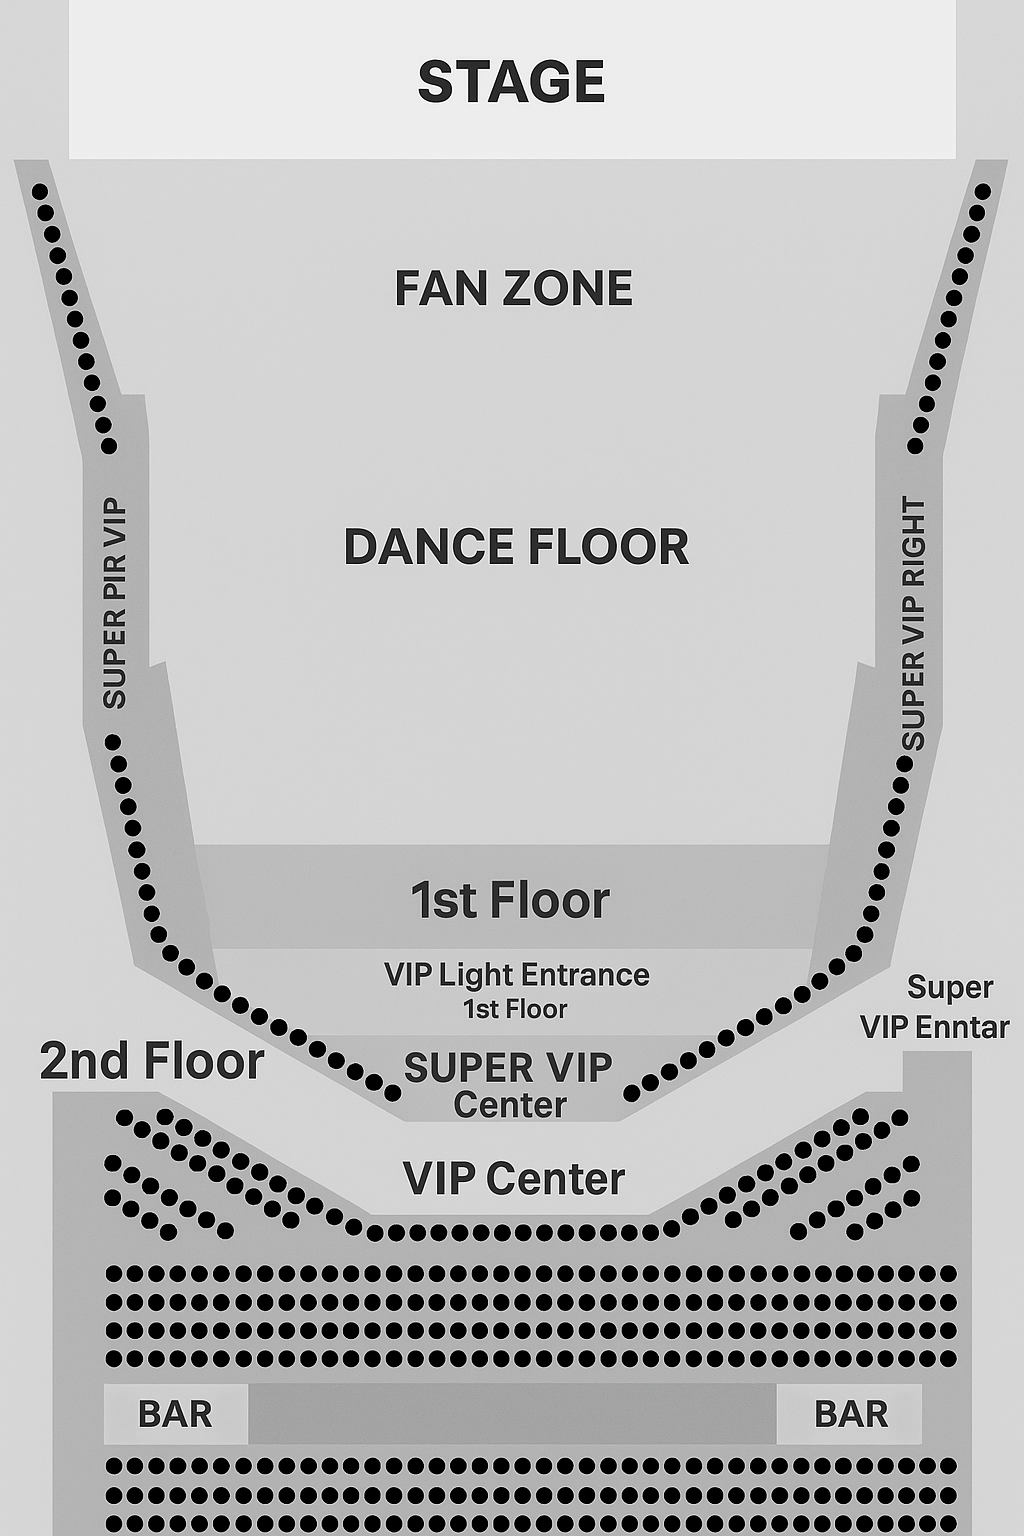 STAGE
FAN ZONE
DANCE FLOOR
SUPER PIR VIP
SUPER VIP RIGHT
1st Floor
VIP Light Entrance
1st Floor
Super
VIP Enntar
2nd Floor
SUPER VIP
Center
VIP Center
BAR
BAR